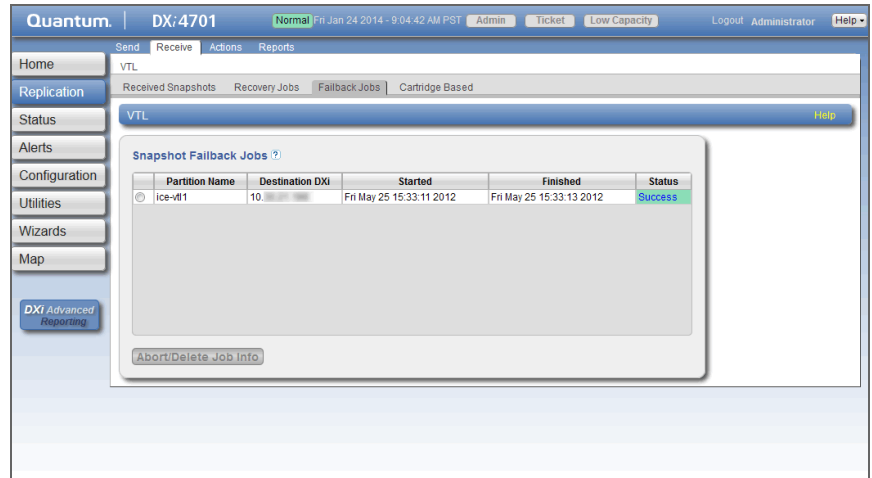 Quantum. DXi4701 Normal Fri Jan 24 2014 - 9:04:42 AM PST Admin Ticket Low Capacity Logout Administrator Help
Send Receive Actions Reports
Home
VTL
Replication
Received Snapshots Recovery Jobs Failback Jobs Cartridge Based
Status
VTL Help
Alerts
Snapshot Failback Jobs ?
Configuration
Partition Name Destination DXi Started Finished Status
Utilities
ice-vtl1 10. Fri May 25 15:33:11 2012 Fri May 25 15:33:13 2012 Success
Wizards
Map
DXi Advanced
Reporting
Abort/Delete Job Info